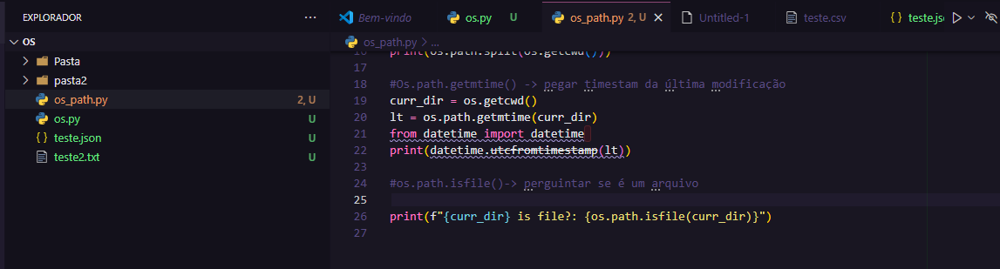 EXPLORADOR ...
Bem-vindo os.py U os_path.py 2, U Untitled-1 teste.csv teste.js
OS
Pasta
pasta2
os_path.py 2, U
os.py U
teste.json U
teste2.txt U
os_path.py > ...
16 print(os.path.split(os.getcwd()))
17
18 #Os.path.getmtime() -> pegar timestam da última modificação
19 curr_dir = os.getcwd()
20 lt = os.path.getmtime(curr_dir)
21 from datetime import datetime
22 print(datetime.utcfromtimestamp(lt))
23
24 #os.path.isfile()-> perguintar se é um arquivo
25
26 print(f"{curr_dir} is file?: {os.path.isfile(curr_dir)}")
27